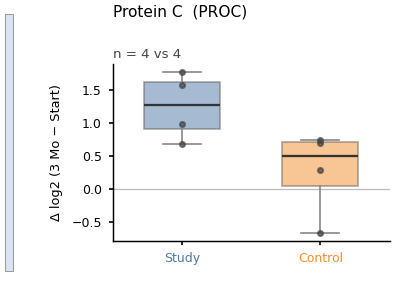 Protein C  (PROC)
n = 4 vs 4
Δ log2 (3 Mo − Start)
1.5
1.0
0.5
0.0
−0.5
Study
Control